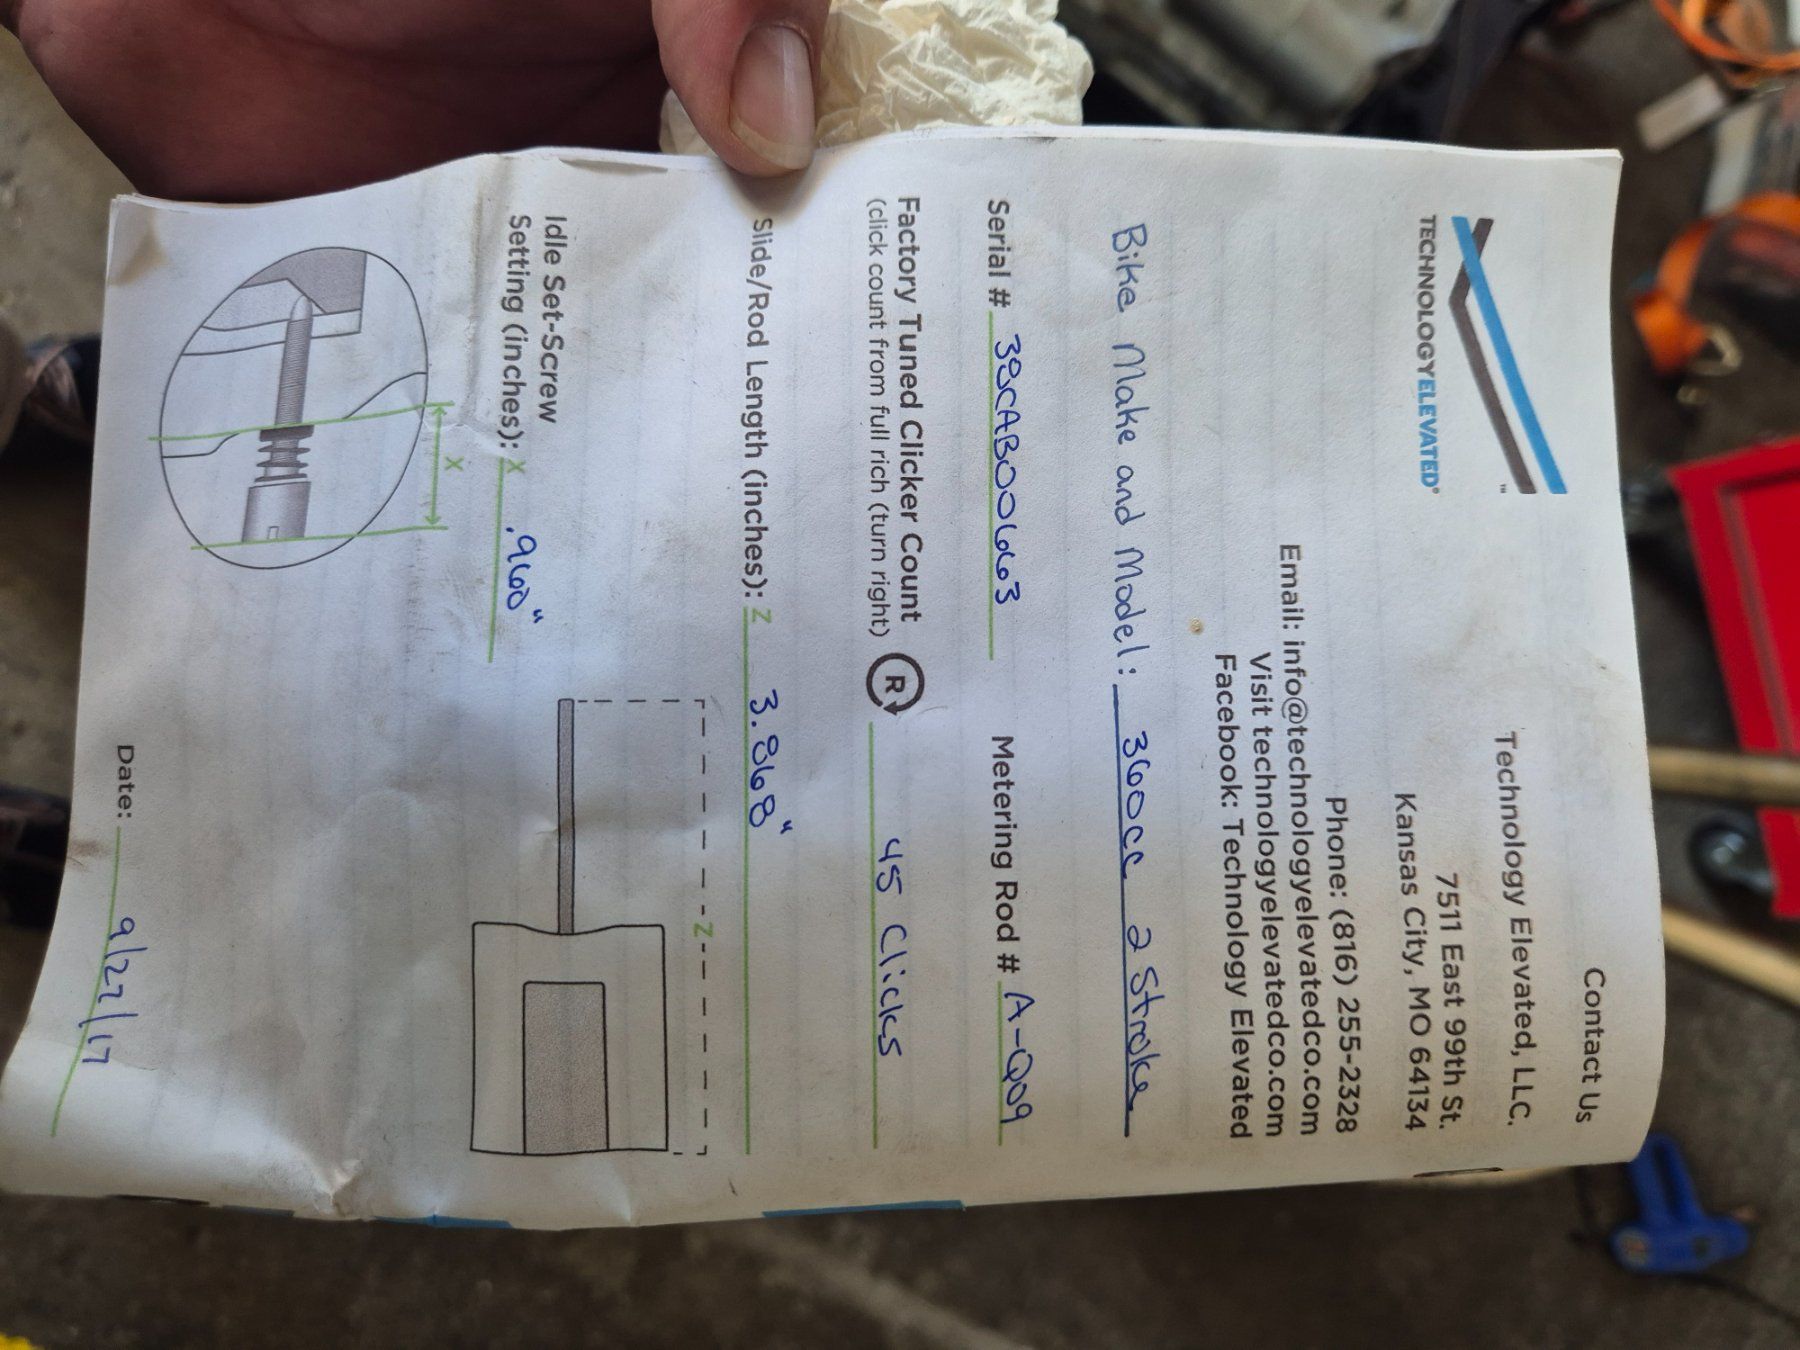 Contact Us
TECHNOLOGYELEVATED®
™
Technology Elevated, LLC.
7511 East 99th St.
Kansas City, MO 64134
Phone: (816) 255-2328
Email: info@technologyelevatedco.com
Visit technologyelevatedco.com
Facebook: Technology Elevated
Bike Make and Model: 360cc 2 Stroke
Serial # 38CAB00663 Metering Rod # A-Q09
Factory Tuned Clicker Count
(click count from full rich (turn right) R 45 Clicks
Slide/Rod Length (inches): Z 3.868"
Z
Idle Set-Screw
Setting (inches): X .960"
X
Date: 9/27/17